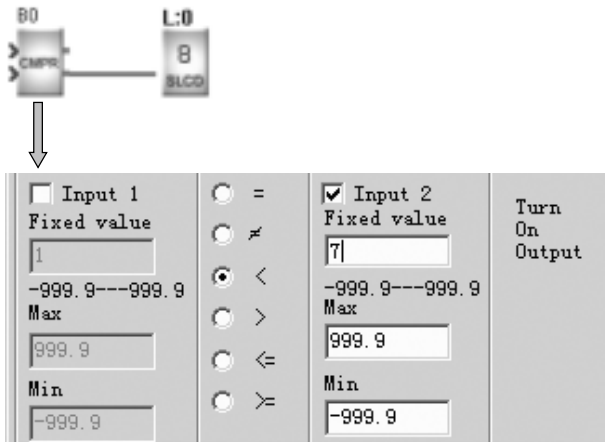 B0
L:0
CMPR
8
SLCD
Input 1
Fixed value
1
-999.9---999.9
Max
999.9
Min
-999.9
=
≠
<
>
<=
>=
Input 2
Fixed value
7
-999.9---999.9
Max
999.9
Min
-999.9
Turn
On
Output